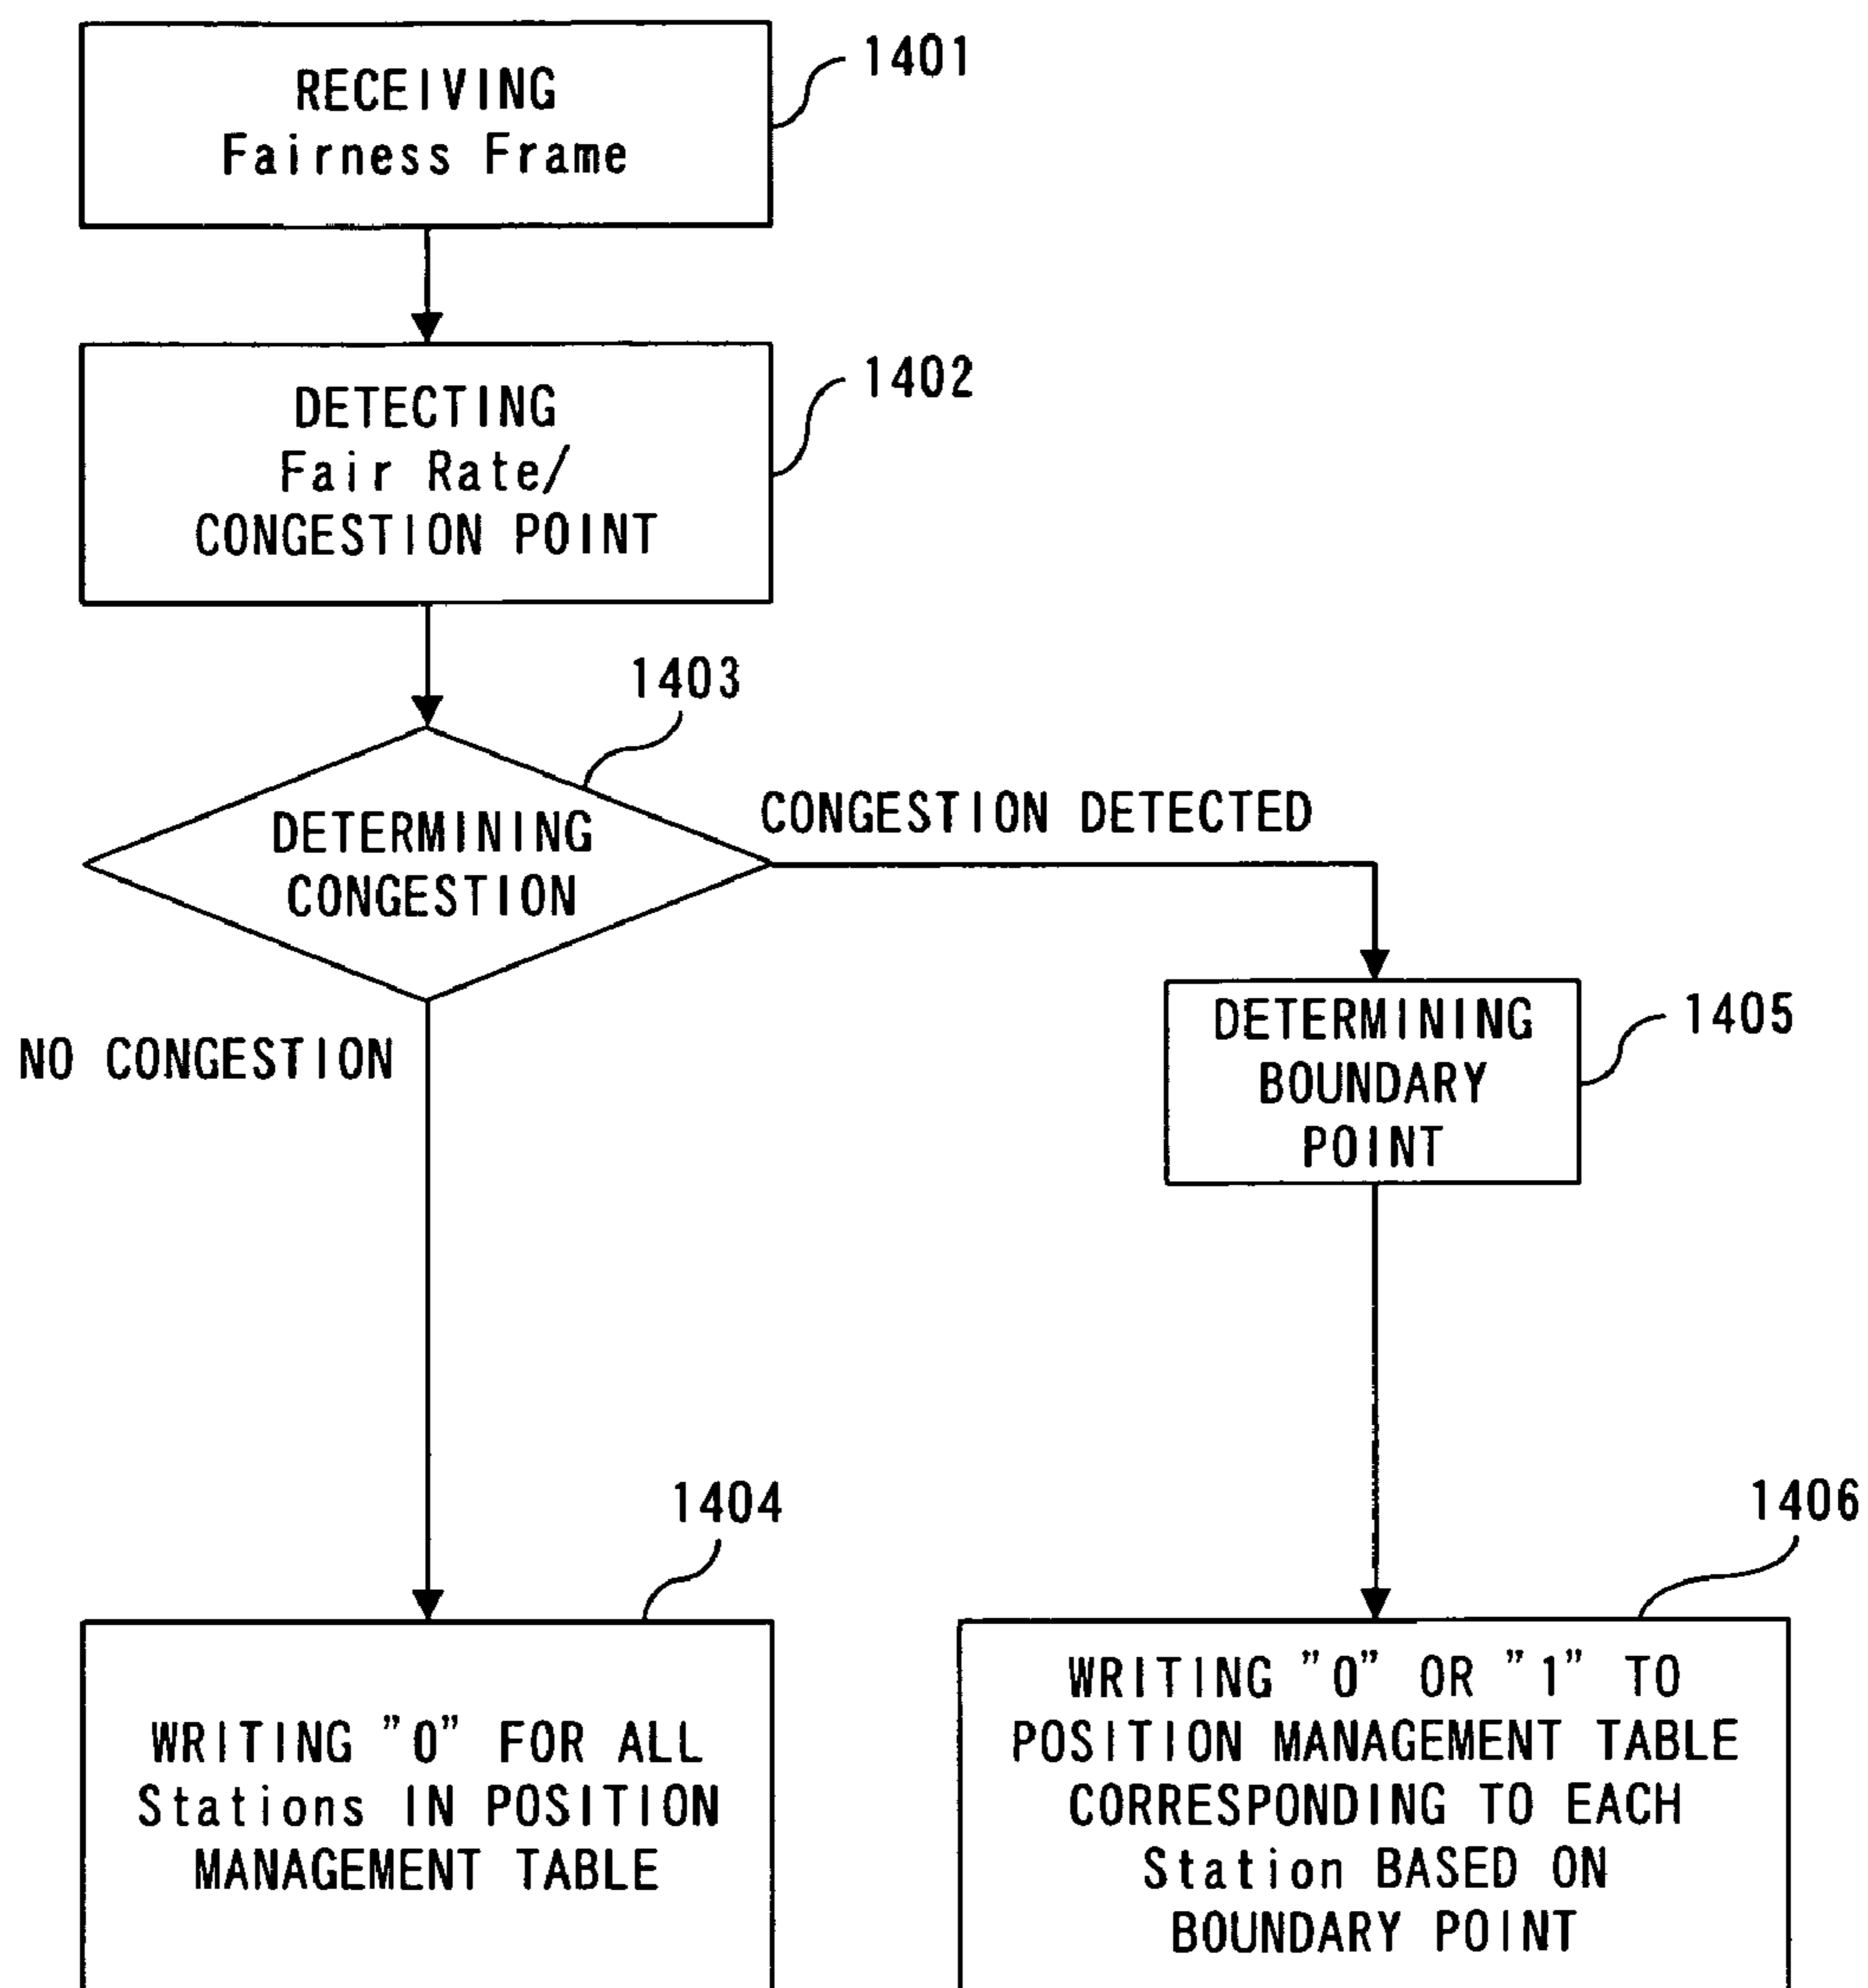 RECEIVING
Fairness Frame
1401
DETECTING
Fair Rate/
CONGESTION POINT
1402
1403
DETERMINING
CONGESTION
CONGESTION DETECTED
NO CONGESTION
DETERMINING
BOUNDARY
POINT
1405
1404
WRITING "0" FOR ALL
Stations IN POSITION
MANAGEMENT TABLE
1406
WRITING "0" OR "1" TO
POSITION MANAGEMENT TABLE
CORRESPONDING TO EACH
Station BASED ON
BOUNDARY POINT